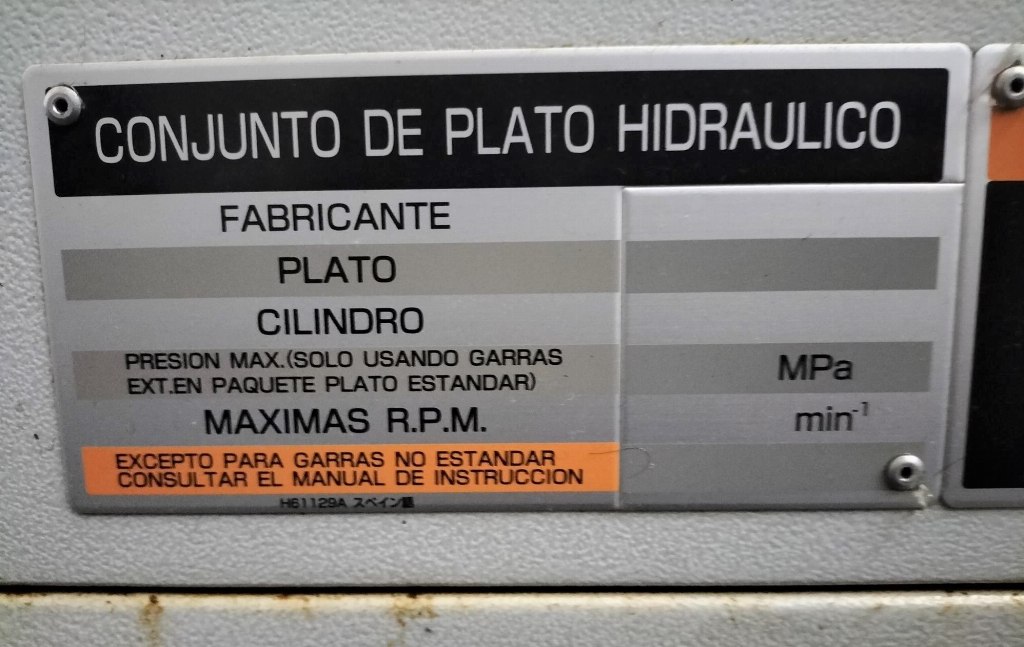 CONJUNTO DE PLATO HIDRAULICO
FABRICANTE
PLATO
CILINDRO
PRESION MAX.(SOLO USANDO GARRAS
EXT.EN PAQUETE PLATO ESTANDAR)
MPa
MAXIMAS R.P.M.
min⁻¹
EXCEPTO PARA GARRAS NO ESTANDAR
CONSULTAR EL MANUAL DE INSTRUCCION
H61129A スペイン語